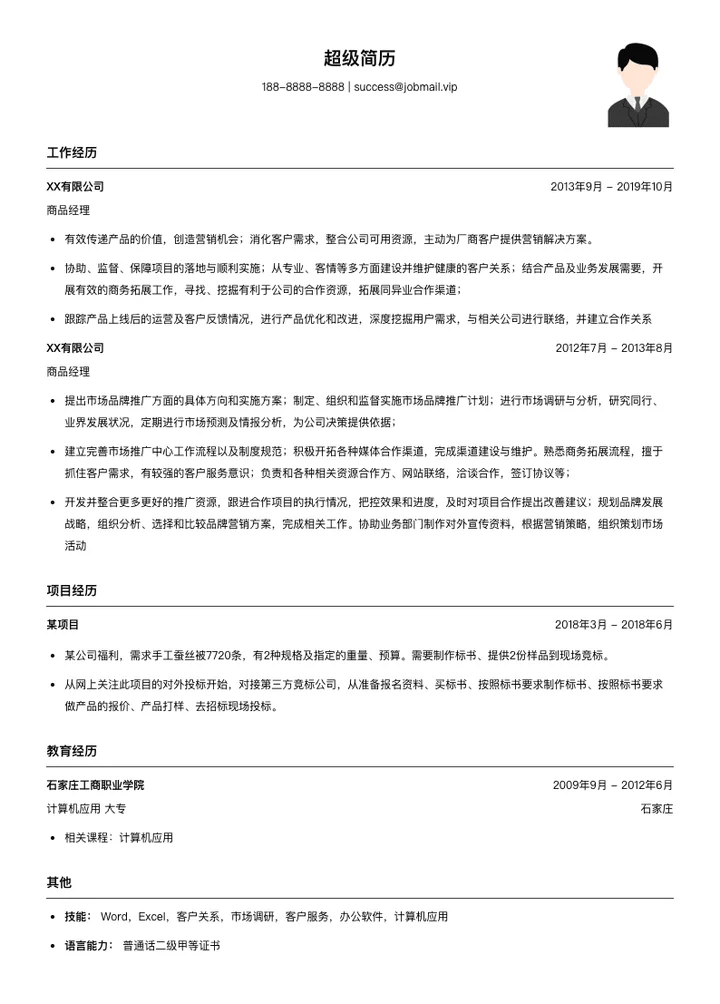 超级简历
188-8888-8888 | success@jobmail.vip
工作经历
XX有限公司 2013年9月 – 2019年10月
商品经理
• 有效传递产品的价值，创造营销机会；消化客户需求，整合公司可用资源，主动为厂商客户提供营销解决方案。
• 协助、监督、保障项目的落地与顺利实施；从专业、客情等多方面建设并维护健康的客户关系；结合产品及业务发展需要，开
展有效的商务拓展工作，寻找、挖掘有利于公司的合作资源，拓展同异业合作渠道；
• 跟踪产品上线后的运营及客户反馈情况，进行产品优化和改进，深度挖掘用户需求，与相关公司进行联络，并建立合作关系
XX有限公司 2012年7月 – 2013年8月
商品经理
• 提出市场品牌推广方面的具体方向和实施方案；制定、组织和监督实施市场品牌推广计划；进行市场调研与分析，研究同行、
业界发展状况，定期进行市场预测及情报分析，为公司决策提供依据；
• 建立完善市场推广中心工作流程以及制度规范；积极开拓各种媒体合作渠道，完成渠道建设与维护。熟悉商务拓展流程，擅于
抓住客户需求，有较强的客户服务意识；负责和各种相关资源合作方、网站联络，洽谈合作，签订协议等；
• 开发并整合更多更好的推广资源，跟进合作项目的执行情况，把控效果和进度，及时对项目合作提出改善建议；规划品牌发展
战略，组织分析、选择和比较品牌营销方案，完成相关工作。协助业务部门制作对外宣传资料，根据营销策略，组织策划市场
活动
项目经历
某项目 2018年3月 – 2018年6月
• 某公司福利，需求手工蚕丝被7720条，有2种规格及指定的重量、预算。需要制作标书、提供2份样品到现场竞标。
• 从网上关注此项目的对外投标开始，对接第三方竞标公司，从准备报名资料、买标书、按照标书要求制作标书、按照标书要求
做产品的报价、产品打样、去招标现场投标。
教育经历
石家庄工商职业学院 2009年9月 – 2012年6月
计算机应用 大专 石家庄
• 相关课程：计算机应用
其他
• 技能： Word，Excel，客户关系，市场调研，客户服务，办公软件，计算机应用
• 语言能力： 普通话二级甲等证书